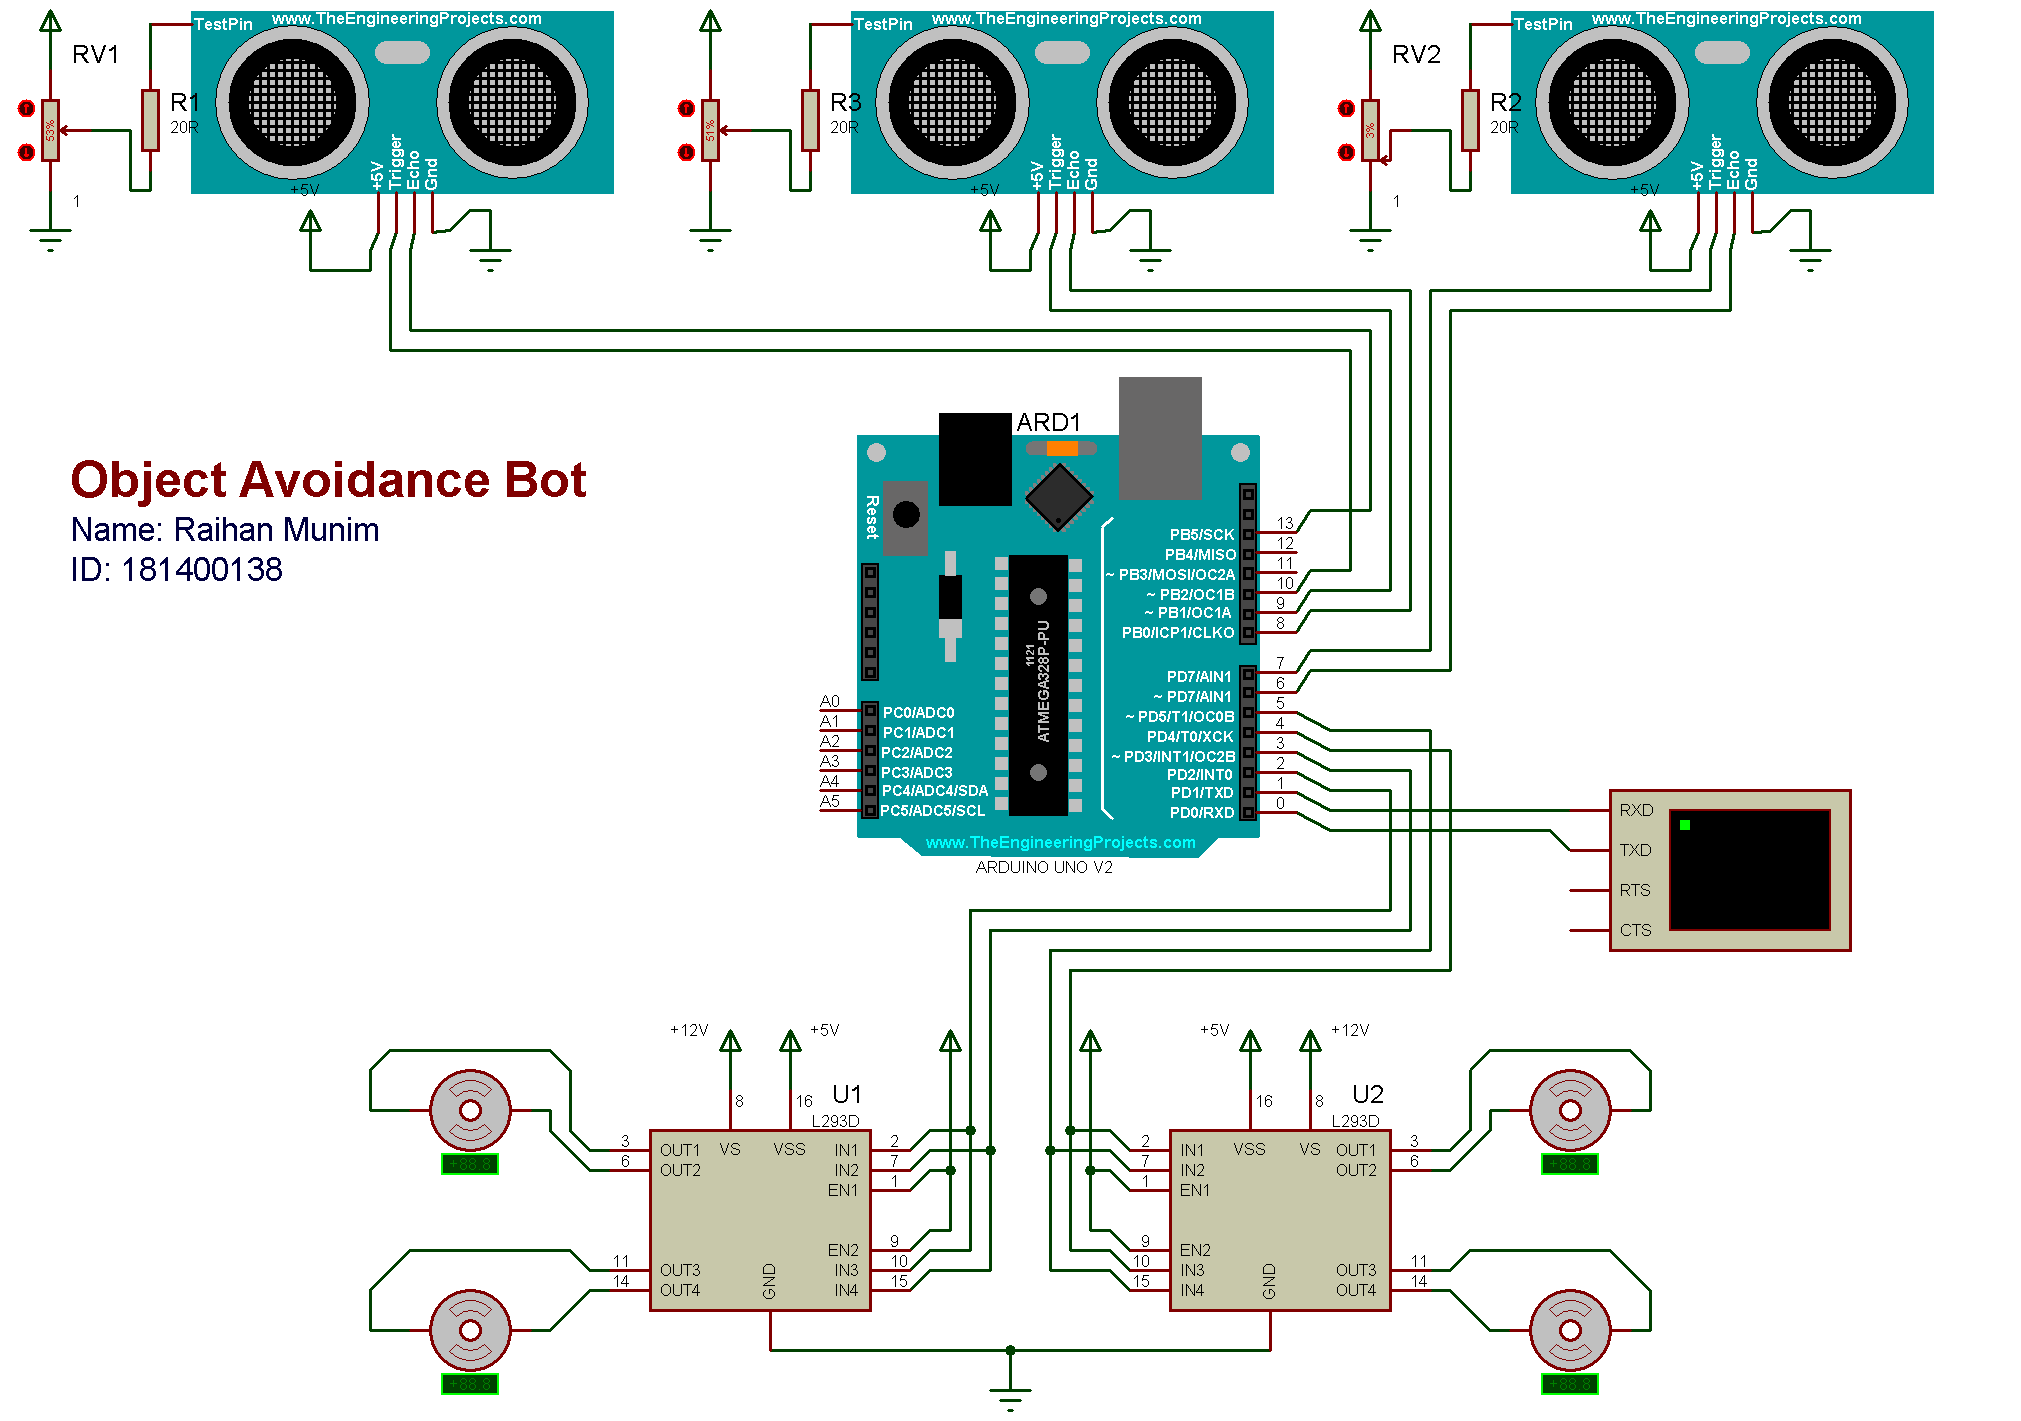 RV1
53%
1
TestPin
www.TheEngineeringProjects.com
R1
20R
+5V
Trigger
Echo
Gnd
+5V
51%
TestPin
www.TheEngineeringProjects.com
R3
20R
+5V
Trigger
Echo
Gnd
+5V
RV2
3%
1
TestPin
www.TheEngineeringProjects.com
R2
20R
+5V
Trigger
Echo
Gnd
+5V
Object Avoidance Bot
Name: Raihan Munim
ID: 181400138
ARD1
Reset
1121
ATMEGA328P-PU
PB5/SCK 13
PB4/MISO 12
~ PB3/MOSI/OC2A 11
~ PB2/OC1B 10
~ PB1/OC1A 9
PB0/ICP1/CLKO 8
PD7/AIN1 7
~ PD7/AIN1 6
~ PD5/T1/OC0B 5
PD4/T0/XCK 4
~ PD3/INT1/OC2B 3
PD2/INT0 2
PD1/TXD 1
PD0/RXD 0
A0 PC0/ADC0
A1 PC1/ADC1
A2 PC2/ADC2
A3 PC3/ADC3
A4 PC4/ADC4/SDA
A5 PC5/ADC5/SCL
www.TheEngineeringProjects.com
ARDUINO UNO V2
RXD
TXD
RTS
CTS
+12V
+5V
8
16
U1
L293D
VS
VSS
3 OUT1
6 OUT2
11 OUT3
14 OUT4
IN1 2
IN2 7
EN1 1
EN2 9
IN3 10
IN4 15
GND
+88.8
+88.8
+5V
+12V
16
8
U2
L293D
VSS
VS
2 IN1
7 IN2
1 EN1
9 EN2
10 IN3
15 IN4
OUT1 3
OUT2 6
OUT3 11
OUT4 14
GND
+88.8
+88.8